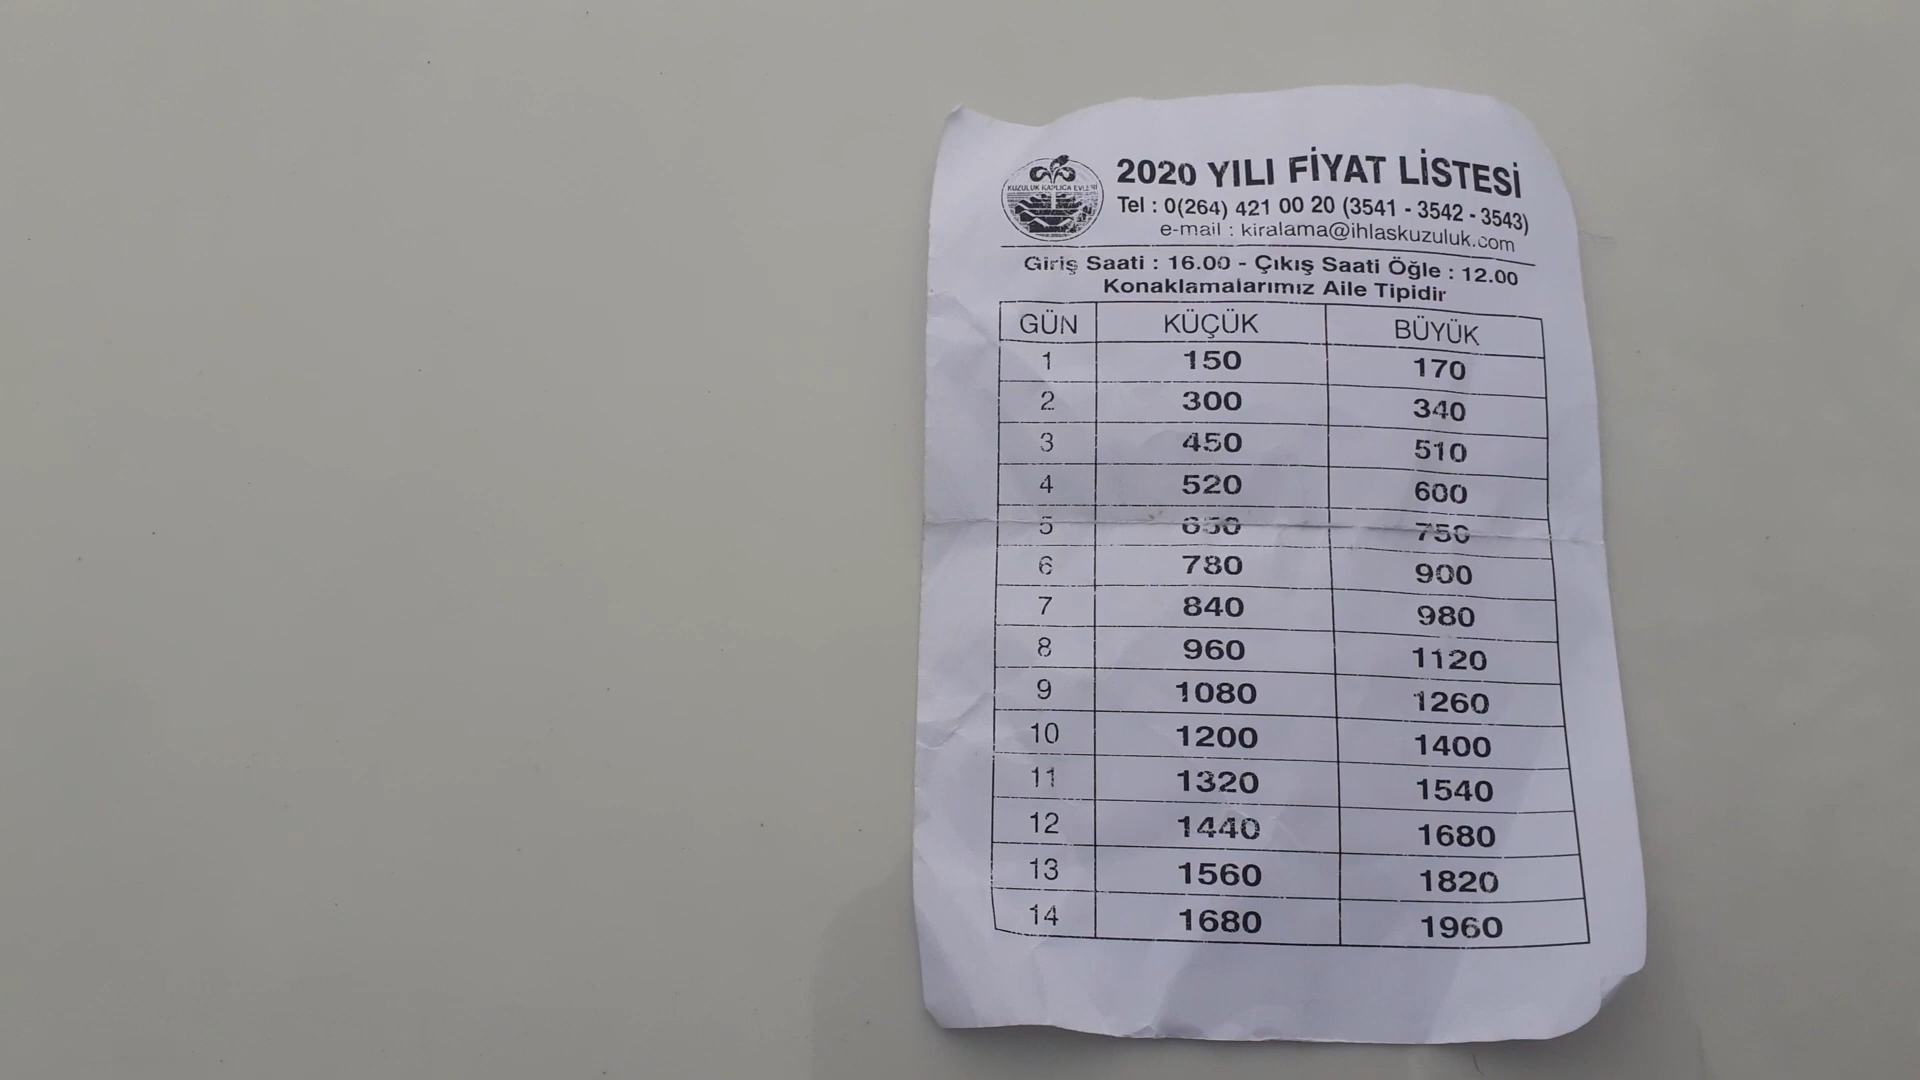 KUZULUK KAPLICA EVLERİ
2020 YILI FİYAT LİSTESİ
Tel : 0(264) 421 00 20 (3541 - 3542 - 3543)
e-mail : kiralama@ihlaskuzuluk.com
Giriş Saati : 16.00 - Çıkış Saati Öğle : 12.00
Konaklamalarımız Aile Tipidir
GÜN KÜÇÜK BÜYÜK
1 150 170
2 300 340
3 450 510
4 520 600
5 650 750
6 780 900
7 840 980
8 960 1120
9 1080 1260
10 1200 1400
11 1320 1540
12 1440 1680
13 1560 1820
14 1680 1960